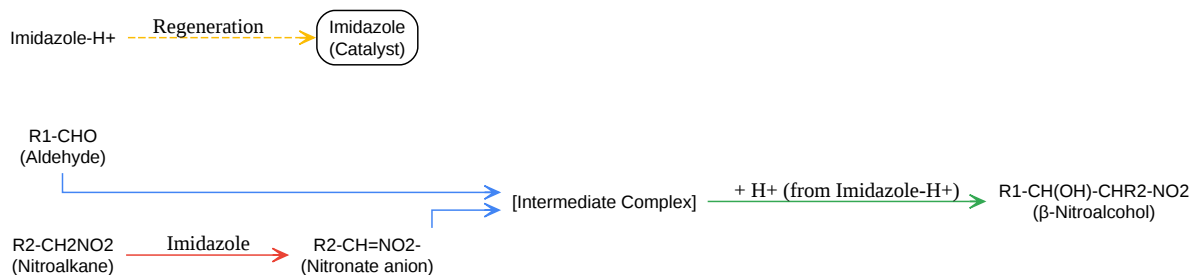 Imidazole-H+
Regeneration
Imidazole
(Catalyst)
R1-CHO
(Aldehyde)
[Intermediate Complex]
+ H+ (from Imidazole-H+)
R1-CH(OH)-CHR2-NO2
(β-Nitroalcohol)
R2-CH2NO2
(Nitroalkane)
Imidazole
R2-CH=NO2-
(Nitronate anion)